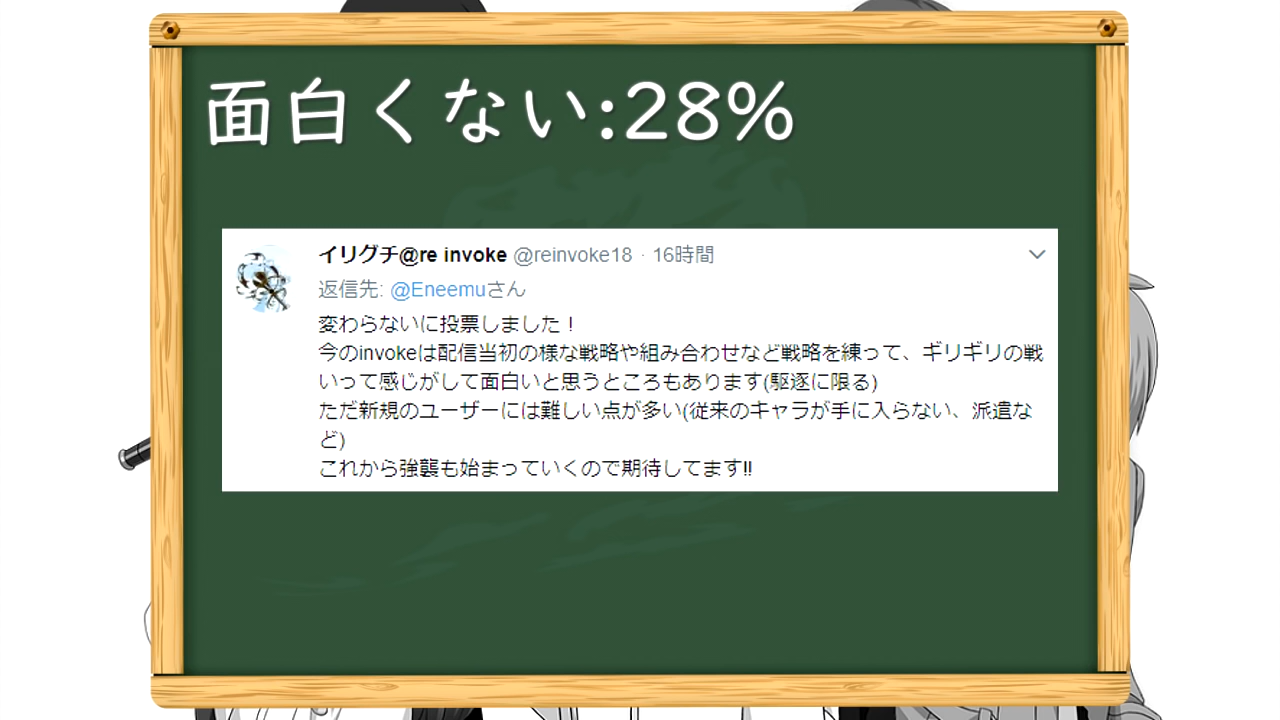 面白くない:28%
イリグチ@re invoke @reinvoke18 · 16時間
返信先: @Eneemuさん
変わらないに投票しました！
今のinvokeは配信当初の様な戦略や組み合わせなど戦略を練って、ギリギリの戦
いって感じがして面白いと思うところもあります(駆逐に限る)
ただ新規のユーザーには難しい点が多い(従来のキャラが手に入らない、派遣な
ど)
これから強襲も始まっていくので期待してます!!